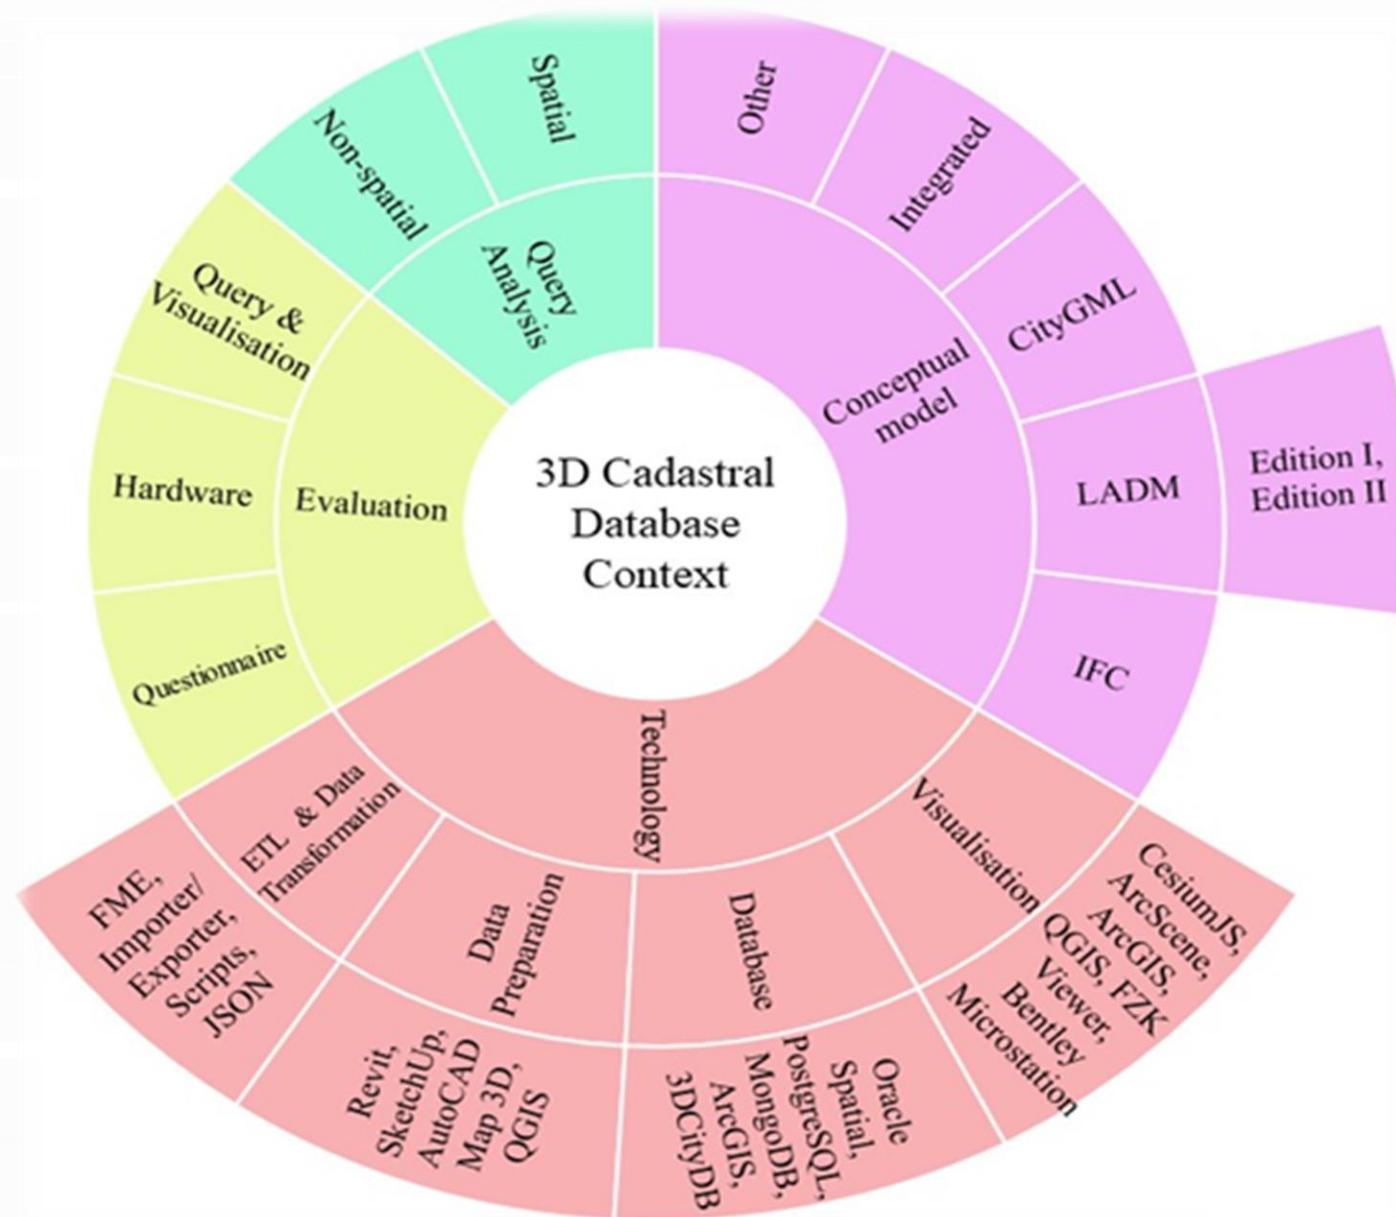 3D Cadastral
Database
Context
Conceptual
model
Other
Integrated
CityGML
LADM
Edition I,
Edition II
IFC
Technology
Visualisation
CesiumJS,
ArcScene,
ArcGIS,
QGIS, FZK
Viewer,
Bentley
Microstation
Database
Oracle
Spatial,
PostgreSQL,
MongoDB,
ArcGIS,
3DCityDB
Data
Preparation
Revit,
SketchUp,
AutoCAD
Map 3D,
QGIS
ETL & Data
Transformation
FME,
Importer/
Exporter,
Scripts,
JSON
Evaluation
Questionnaire
Hardware
Query &
Visualisation
Query
Analysis
Non-spatial
Spatial